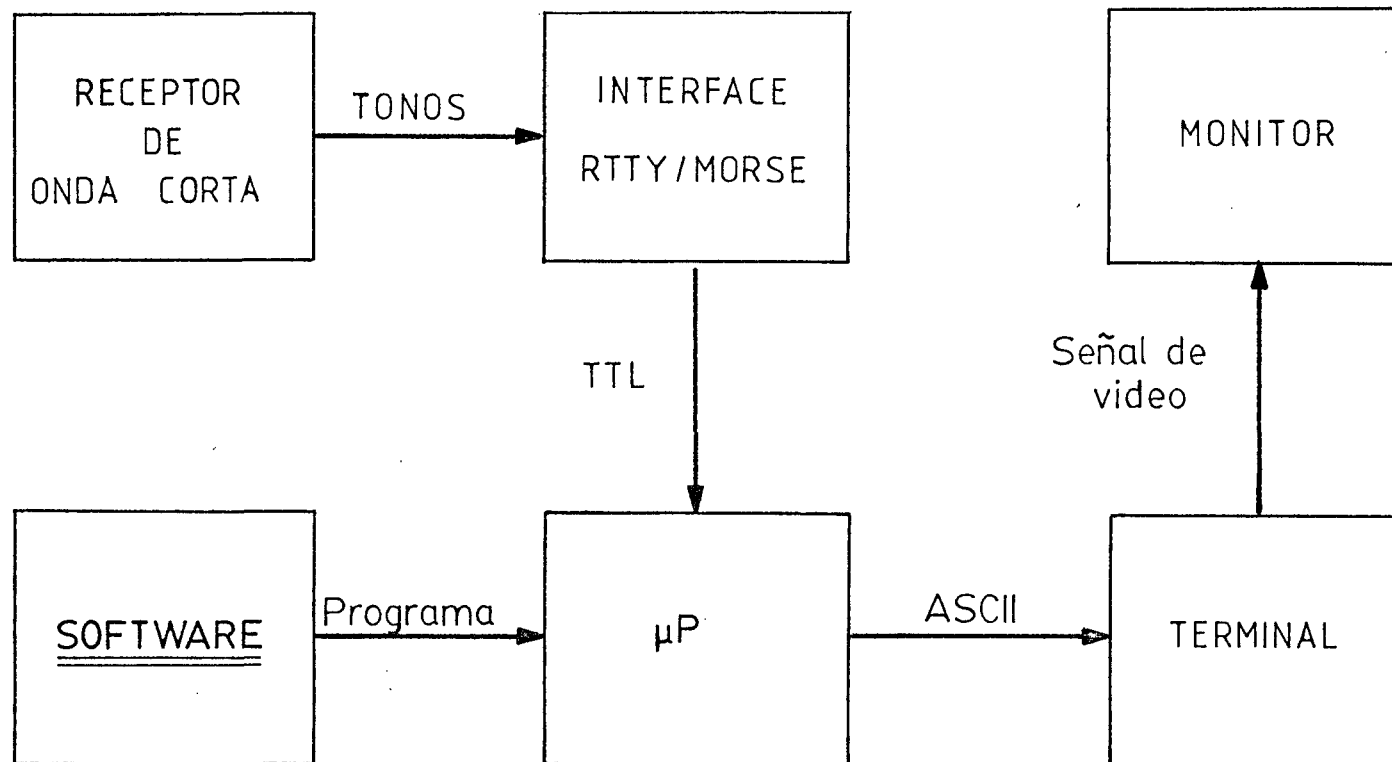 RECEPTOR
DE
ONDA CORTA
TONOS
INTERFACE
RTTY/MORSE
MONITOR
TTL
Señal de
video
SOFTWARE
Programa
µP
ASCII
TERMINAL